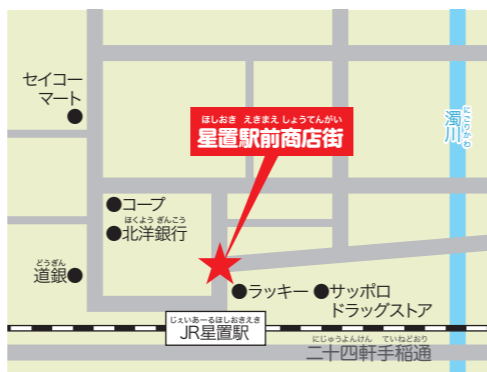 セイコー
マート
ほしおき えきまえ しょうてんがい
星置駅前商店街
にごりかわ
濁川
コープ
ほくよう ぎんこう
北洋銀行
どうぎん
道銀
ラッキー
サッポロ
ドラッグストア
じぇいあーるほしおきえき
JR星置駅
にじゅうよんけん ていねどおり
二十四軒手稲通